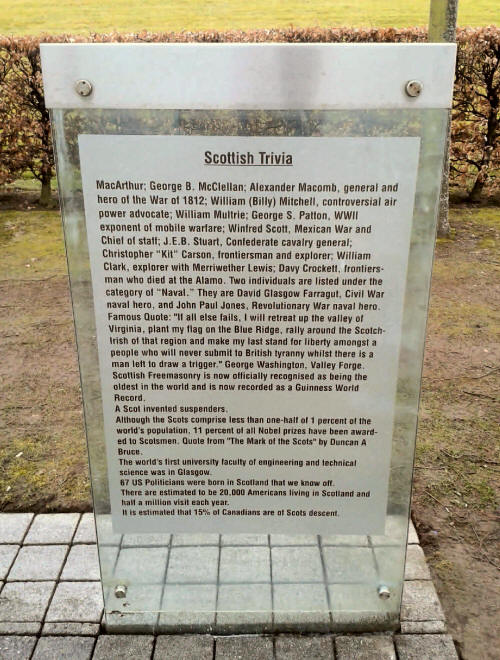 Scottish Trivia
MacArthur; George B. McClellan; Alexander Macomb, general and
hero of the War of 1812; William (Billy) Mitchell, controversial air
power advocate; William Multrie; George S. Patton, WWII
exponent of mobile warfare; Winfred Scott, Mexican War and
Chief of staff; J.E.B. Stuart, Confederate cavalry general;
Christopher "Kit" Carson, frontiersman and explorer; William
Clark, explorer with Merriwether Lewis; Davy Crockett, frontiers-
man who died at the Alamo. Two individuals are listed under the
category of "Naval." They are David Glasgow Farragut, Civil War
naval hero, and John Paul Jones, Revolutionary War naval hero.
Famous Quote: "If all else fails, I will retreat up the valley of
Virginia, plant my flag on the Blue Ridge, rally around the Scotch-
Irish of that region and make my last stand for liberty amongst a
people who will never submit to British tyranny whilst there is a
man left to draw a trigger." George Washington, Valley Forge.
Scottish Freemasonry is now officially recognised as being the
oldest in the world and is now recorded as a Guinness World
Record.
A Scot invented suspenders.
Although the Scots comprise less than one-half of 1 percent of the
world's population, 11 percent of all Nobel prizes have been award-
ed to Scotsmen. Quote from "The Mark of the Scots" by Duncan A
Bruce.
The world's first university faculty of engineering and technical
science was in Glasgow.
67 US Politicians were born in Scotland that we know off.
There are estimated to be 20,000 Americans living in Scotland and
half a million visit each year.
It is estimated that 15% of Canadians are of Scots descent.